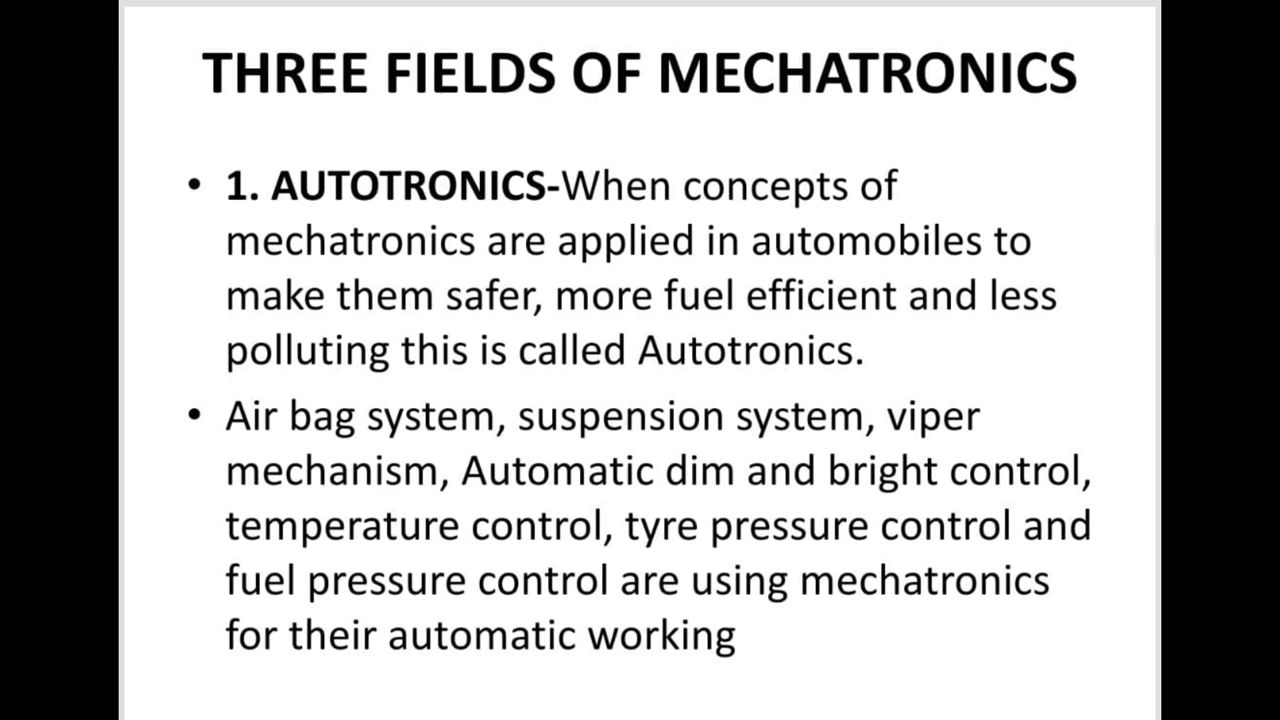 THREE FIELDS OF MECHATRONICS
• 1. AUTOTRONICS-When concepts of
mechatronics are applied in automobiles to
make them safer, more fuel efficient and less
polluting this is called Autotronics.
• Air bag system, suspension system, viper
mechanism, Automatic dim and bright control,
temperature control, tyre pressure control and
fuel pressure control are using mechatronics
for their automatic working